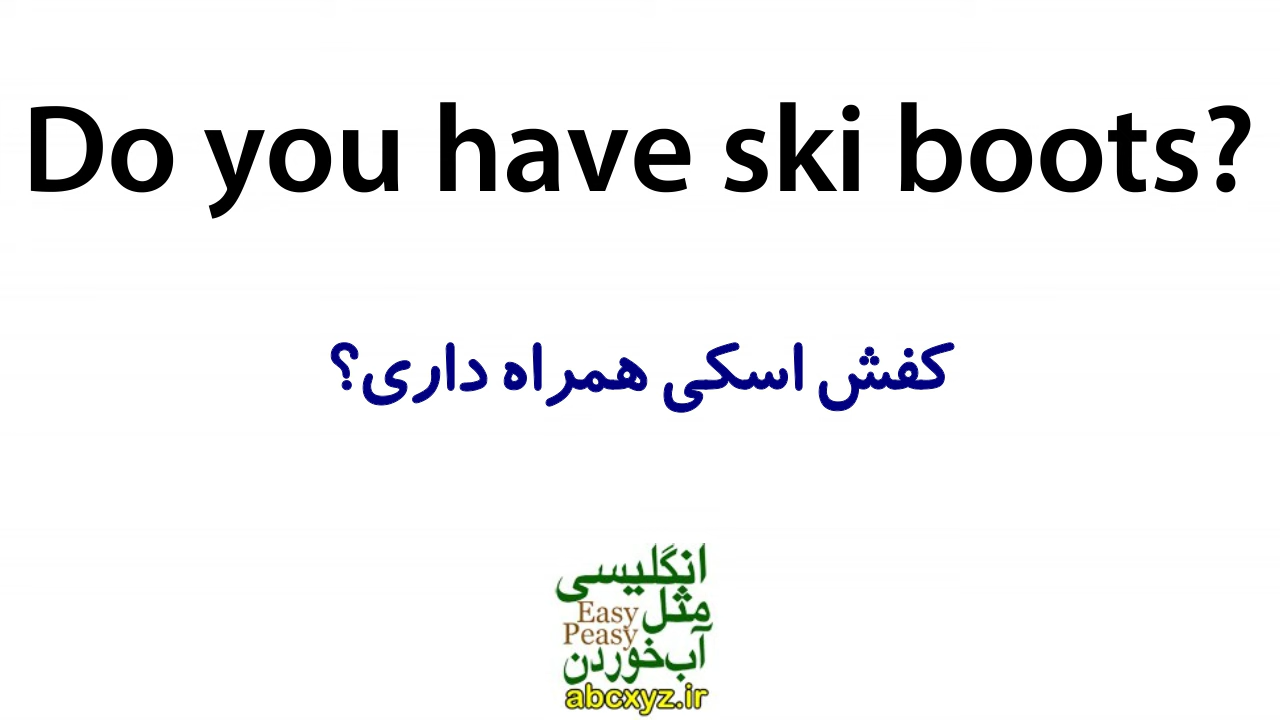 Do you have ski boots?
کفش اسکی همراه داری؟
انگلیسی
مثل Easy
Peasy
آب‌خوردن
abcxyz.ir